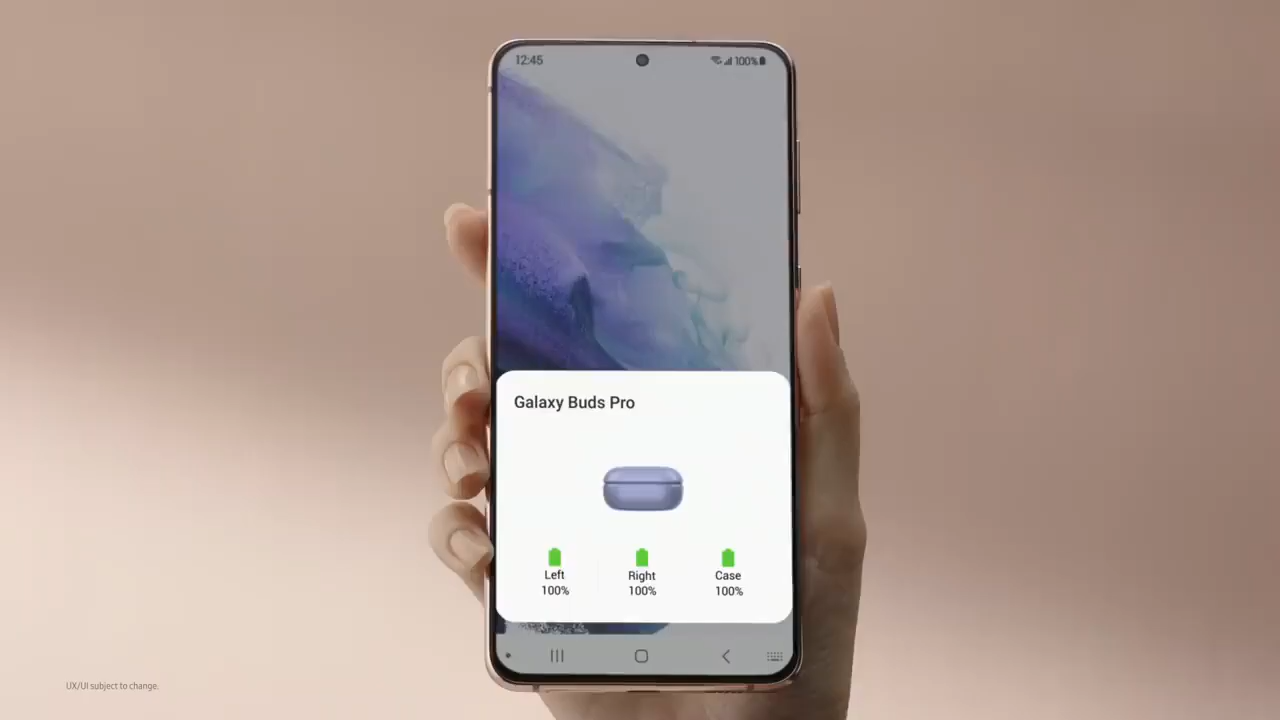 12:45
100%
Galaxy Buds Pro
Left
100%
Right
100%
Case
100%
UX/UI subject to change.